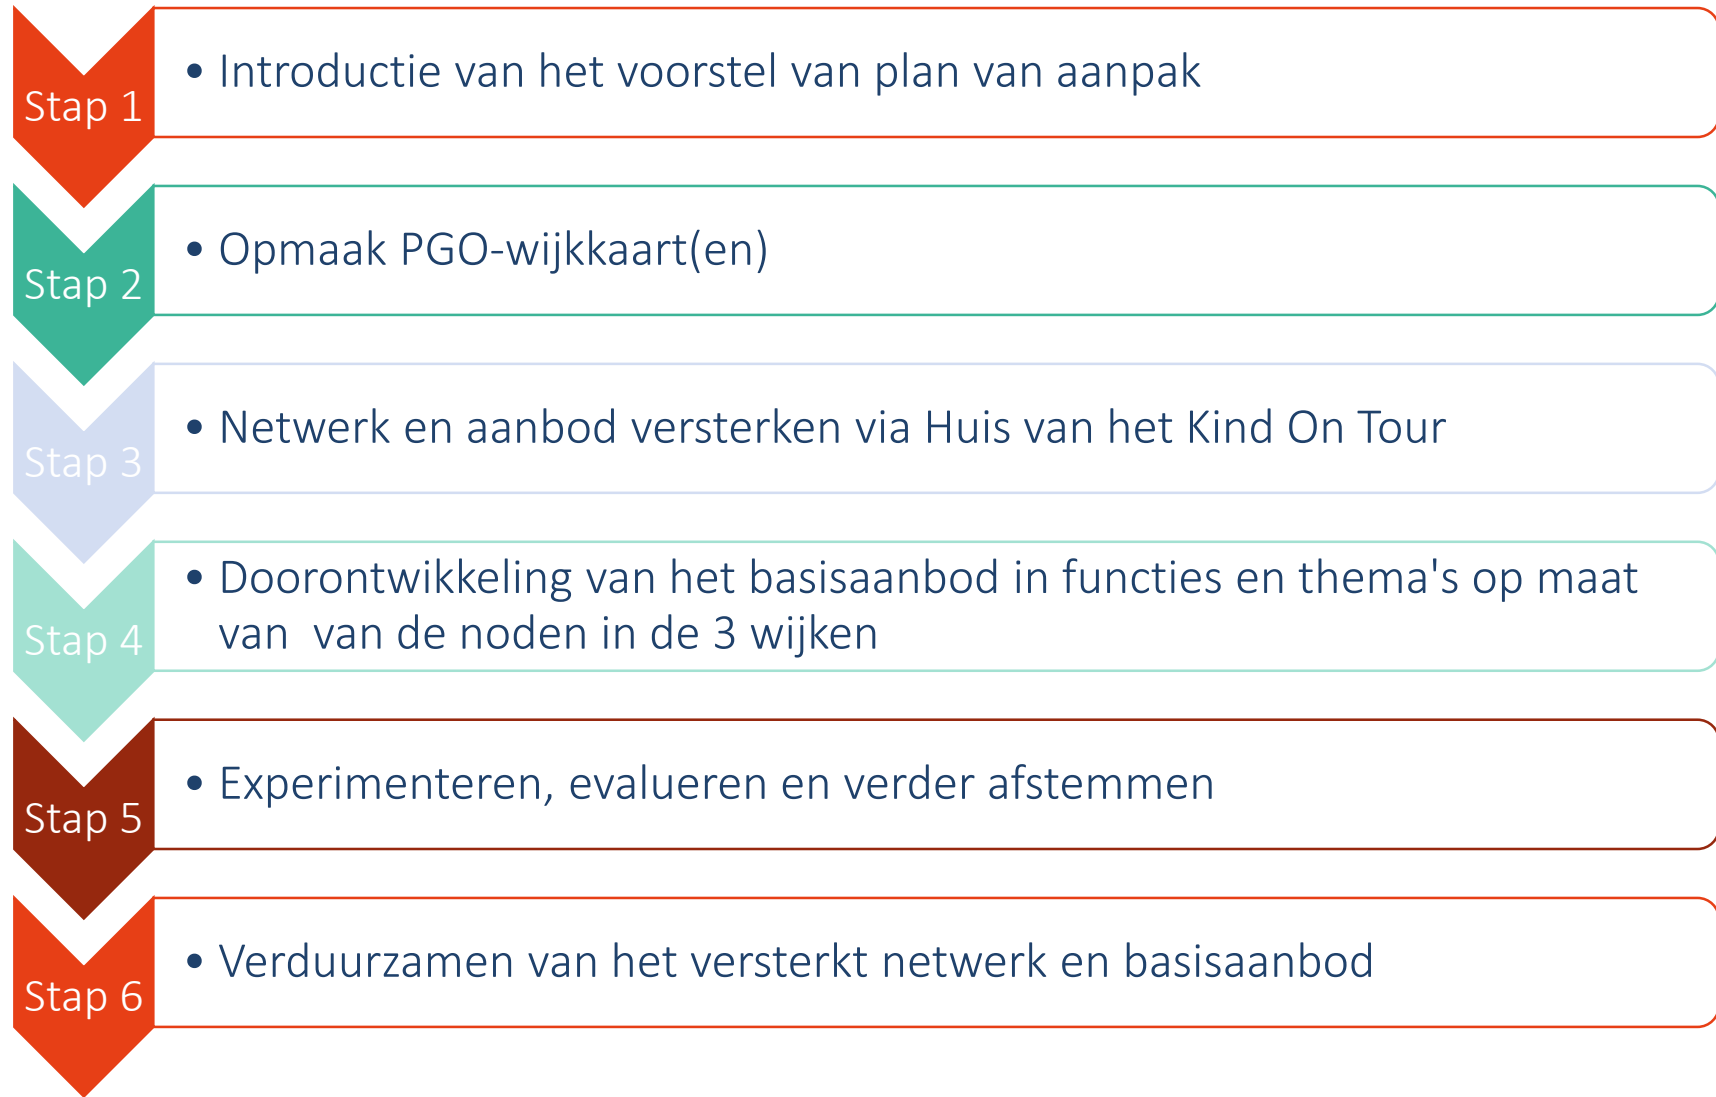 Stap 1
• Introductie van het voorstel van plan van aanpak
Stap 2
• Opmaak PGO-wijkkaart(en)
Stap 3
• Netwerk en aanbod versterken via Huis van het Kind On Tour
Stap 4
• Doorontwikkeling van het basisaanbod in functies en thema's op maat
van  van de noden in de 3 wijken
Stap 5
• Experimenteren, evalueren en verder afstemmen
Stap 6
• Verduurzamen van het versterkt netwerk en basisaanbod